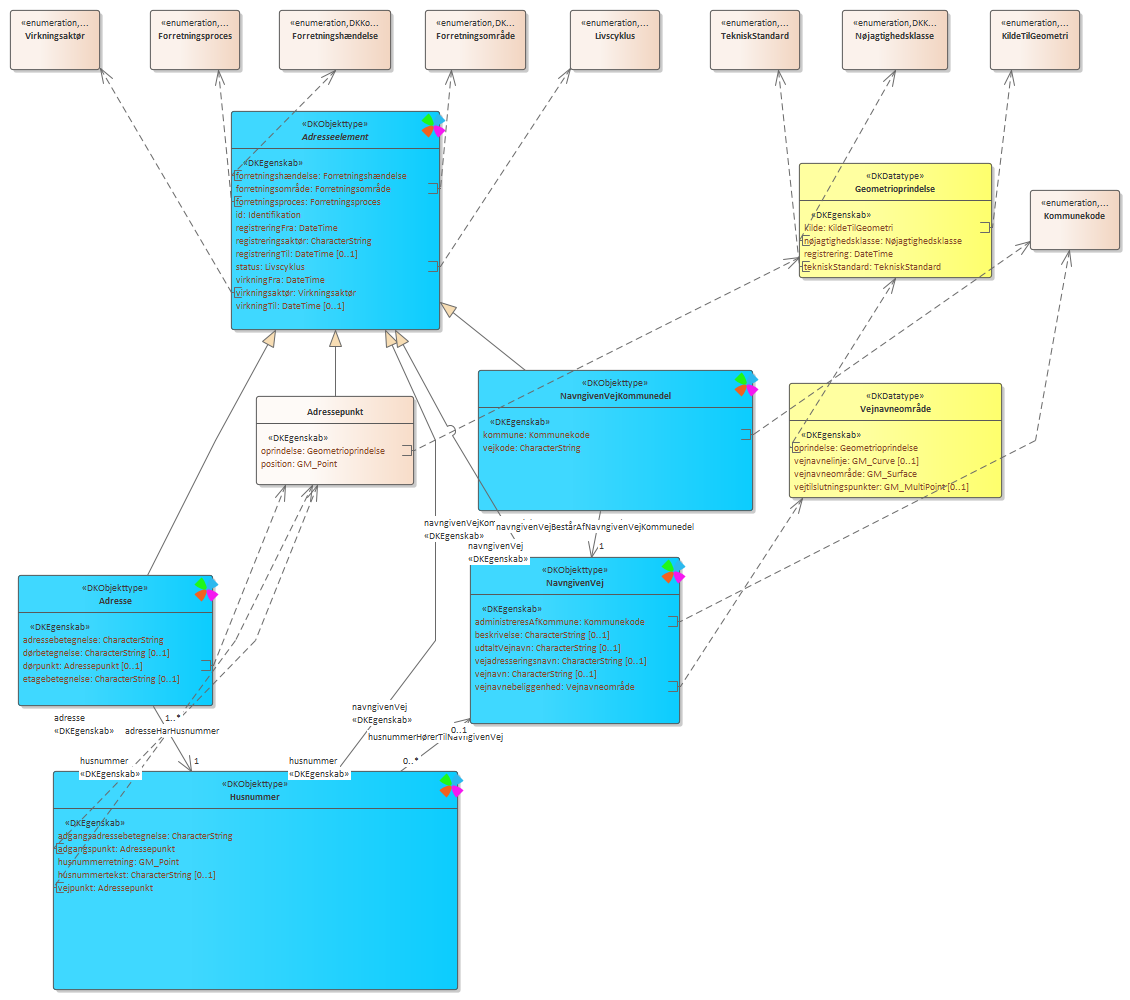 «enumeration,...
Virkningsaktør
«enumeration,...
Forretningsproces
«enumeration,DKKo...
Forretningshændelse
«enumeration,DK...
Forretningsområde
«enumeration,...
Livscyklus
«enumeration,...
TekniskStandard
«enumeration,DKK...
Nøjagtighedsklasse
«enumeration,...
KildeTilGeometri
«DKObjekttype»
Adresseelement
«DKEgenskab»
forretningshændelse: Forretningshændelse
forretningsområde: Forretningsområde
forretningsproces: Forretningsproces
id: Identifikation
registreringFra: DateTime
registreringsaktør: CharacterString
registreringTil: DateTime [0..1]
status: Livscyklus
virkningFra: DateTime
virkningsaktør: Virkningsaktør
virkningTil: DateTime [0..1]
«DKDatatype»
Geometrioprindelse
«DKEgenskab»
kilde: KildeTilGeometri
nøjagtighedsklasse: Nøjagtighedsklasse
registrering: DateTime
tekniskStandard: TekniskStandard
«enumeration,...
Kommunekode
Adressepunkt
«DKEgenskab»
oprindelse: Geometrioprindelse
position: GM_Point
«DKObjekttype»
NavngivenVejKommunedel
«DKEgenskab»
kommune: Kommunekode
vejkode: CharacterString
«DKDatatype»
Vejnavneområde
«DKEgenskab»
oprindelse: Geometrioprindelse
vejnavnelinje: GM_Curve [0..1]
vejnavneområde: GM_Surface
vejtilslutningspunkter: GM_MultiPoint [0..1]
navngivenVejKom
«DKEgenskab»
navngivenVejBestårAfNavngivenVejKommunedel
navngivenVej
«DKEgenskab»
1
«DKObjekttype»
NavngivenVej
«DKEgenskab»
administreresAfKommune: Kommunekode
beskrivelse: CharacterString [0..1]
udtaltVejnavn: CharacterString [0..1]
vejadresseringsnavn: CharacterString [0..1]
vejnavn: CharacterString [0..1]
vejnavnebeliggenhed: Vejnavneområde
«DKObjekttype»
Adresse
«DKEgenskab»
adressebetegnelse: CharacterString
dørbetegnelse: CharacterString [0..1]
dørpunkt: Adressepunkt [0..1]
etagebetegnelse: CharacterString [0..1]
adresse
«DKEgenskab»
1..*
adresseHarHusnummer
husnummer
«DKEgenskab»
1
navngivenVej
«DKEgenskab»
0..1
husnummerHørerTilNavngivenVej
husnummer
«DKEgenskab»
0..*
«DKObjekttype»
Husnummer
«DKEgenskab»
adgangsadressebetegnelse: CharacterString
adgangspunkt: Adressepunkt
husnummerretning: GM_Point
husnummertekst: CharacterString [0..1]
vejpunkt: Adressepunkt